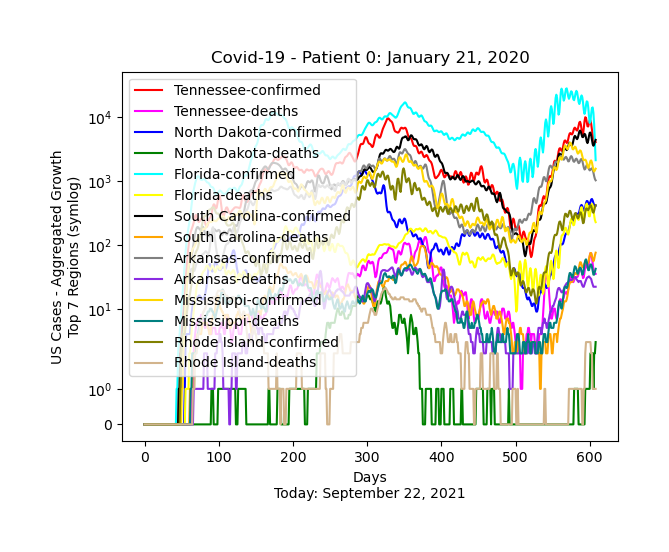 Covid-19 - Patient 0: January 21, 2020
US Cases - Aggregated Growth
Top 7 Regions (symlog)
10^4
10^3
10^2
10^1
10^0
0
Tennessee-confirmed
Tennessee-deaths
North Dakota-confirmed
North Dakota-deaths
Florida-confirmed
Florida-deaths
South Carolina-confirmed
South Carolina-deaths
Arkansas-confirmed
Arkansas-deaths
Mississippi-confirmed
Mississippi-deaths
Rhode Island-confirmed
Rhode Island-deaths
0 100 200 300 400 500 600
Days
Today: September 22, 2021